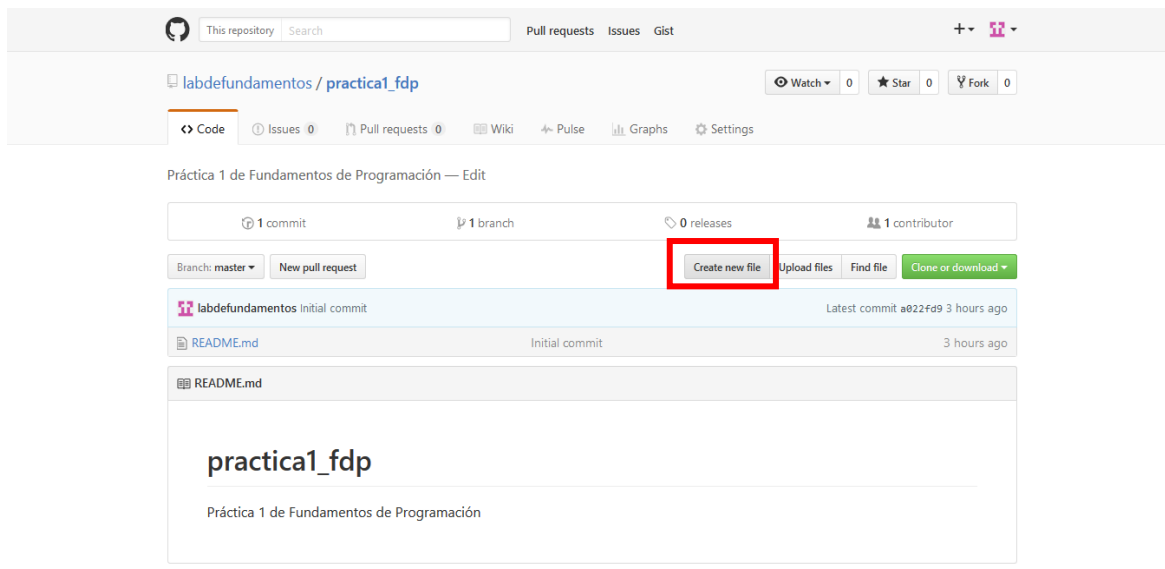 This repository Search Pull requests Issues Gist
labdefundamentos / practica1_fdp Watch 0 Star 0 Fork 0
Code Issues 0 Pull requests 0 Wiki Pulse Graphs Settings
Práctica 1 de Fundamentos de Programación — Edit
1 commit 1 branch 0 releases 1 contributor
Branch: master New pull request Create new file Upload files Find file Clone or download
labdefundamentos Initial commit Latest commit a022fd9 3 hours ago
README.md Initial commit 3 hours ago
README.md
practica1_fdp
Práctica 1 de Fundamentos de Programación